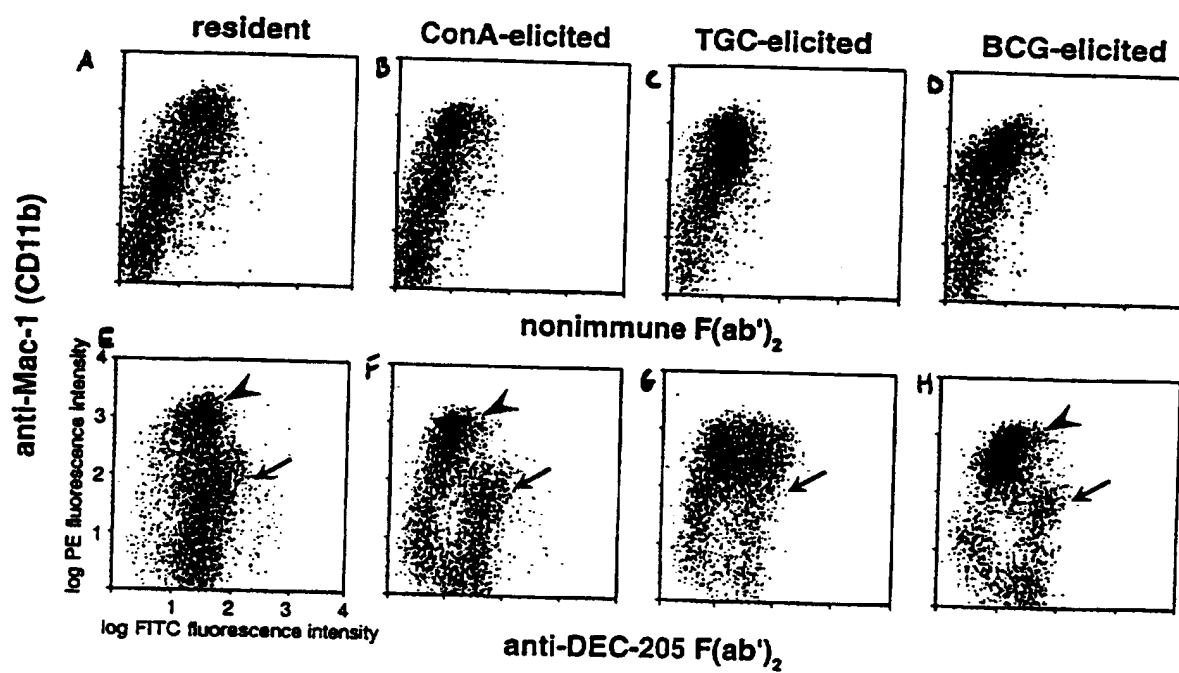 resident
ConA-elicited
TGC-elicited
BCG-elicited
A
B
C
D
anti-Mac-1 (CD11b)
nonimmune F(ab')2
E
F
G
H
log PE fluorescence intensity
4
3
2
1
1 2 3 4
log FITC fluorescence intensity
anti-DEC-205 F(ab')2